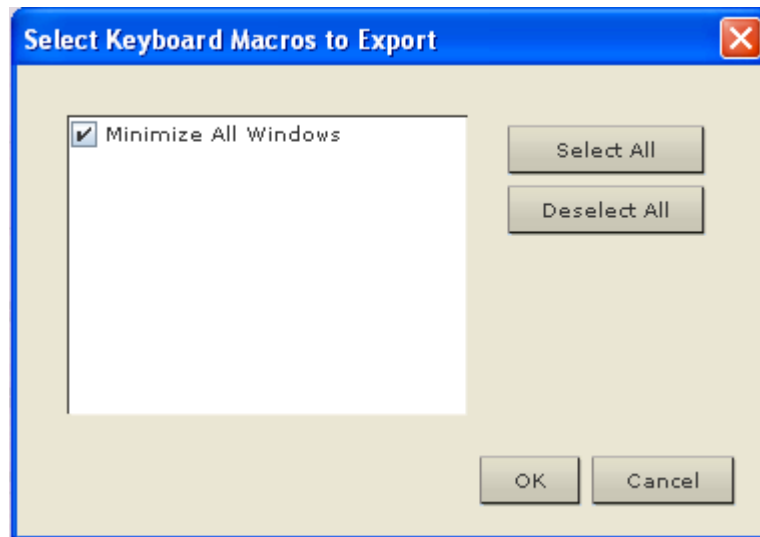 Select Keyboard Macros to Export
Minimize All Windows
Select All
Deselect All
OK
Cancel